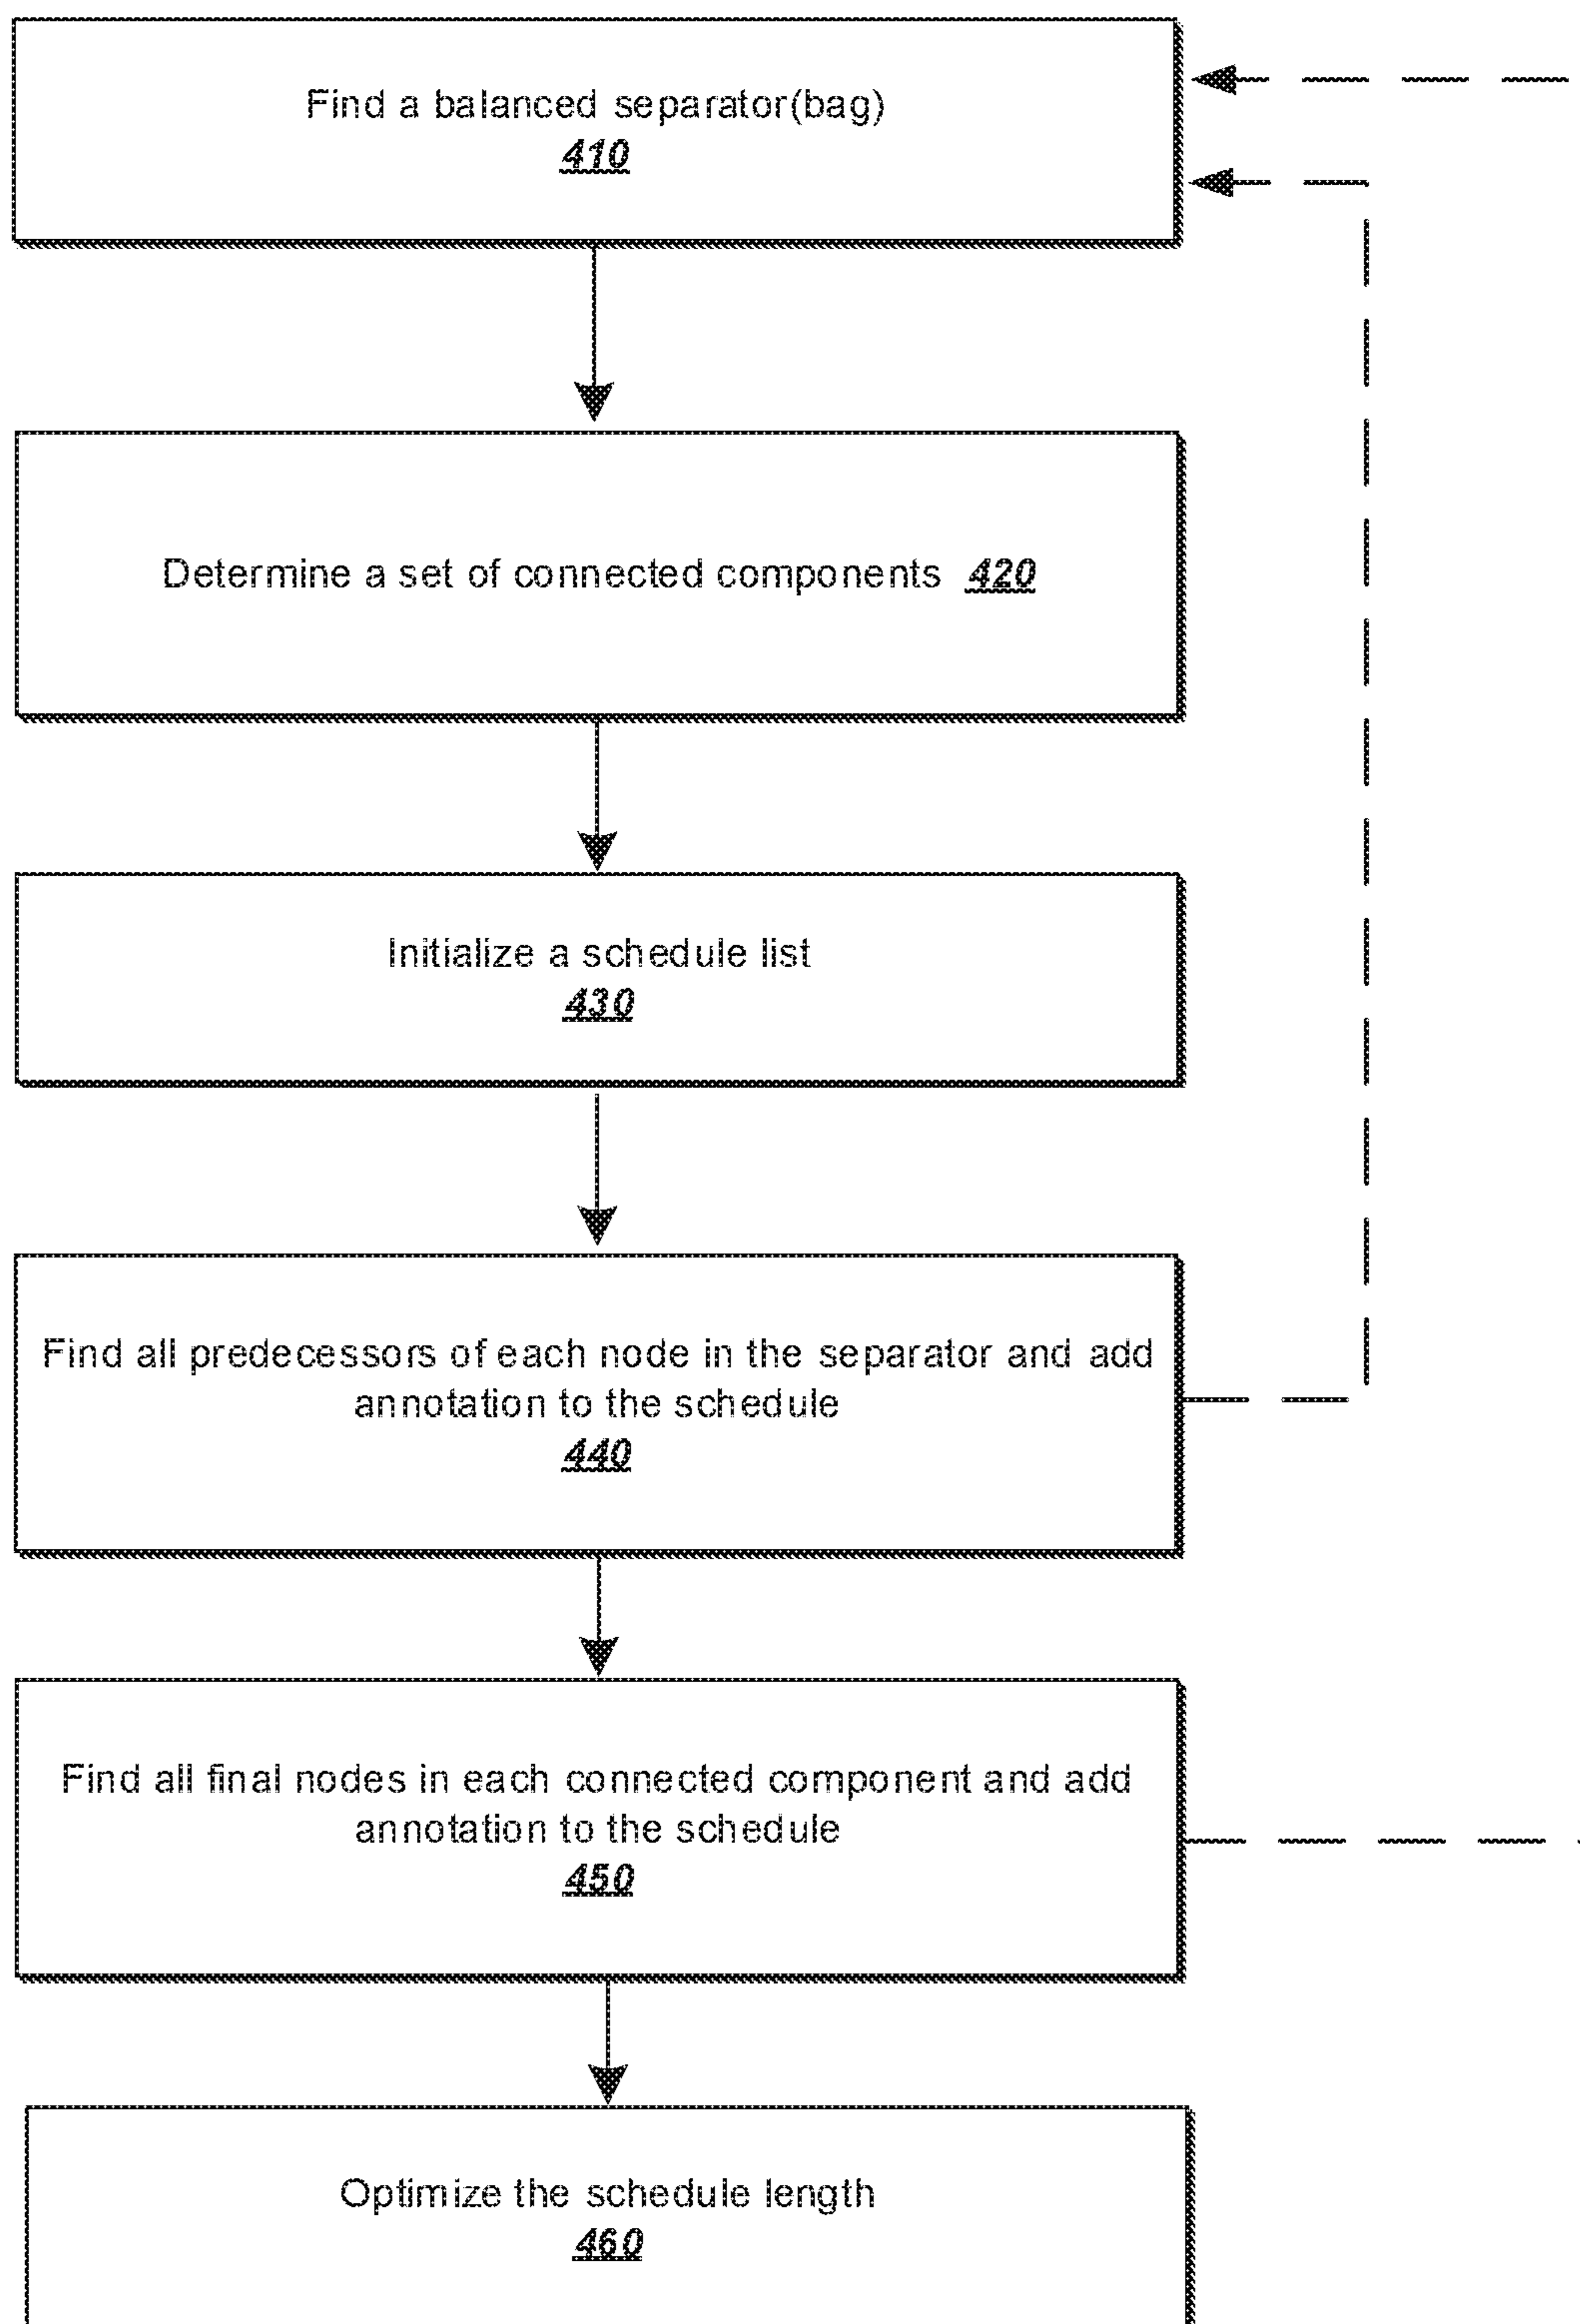 Find a balanced separator(bag)
410
Determine a set of connected components 420
Initialize a schedule list
430
Find all predecessors of each node in the separator and add
annotation to the schedule
440
Find all final nodes in each connected component and add
annotation to the schedule
450
Optimize the schedule length
460